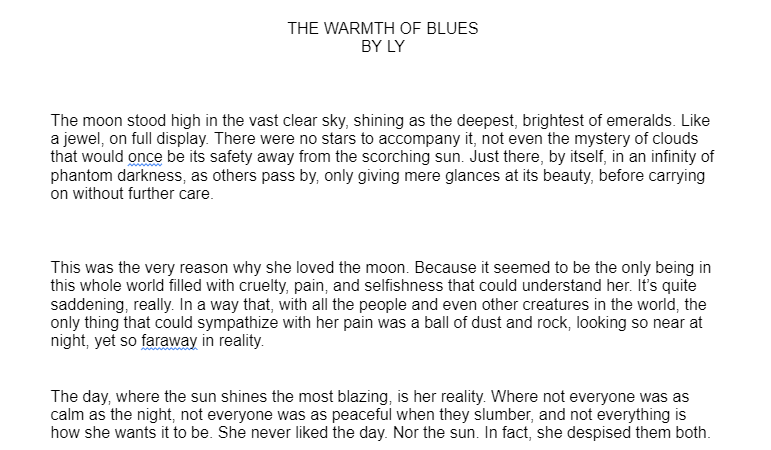 THE WARMTH OF BLUES
BY LY
The moon stood high in the vast clear sky, shining as the deepest, brightest of emeralds. Like
a jewel, on full display. There were no stars to accompany it, not even the mystery of clouds
that would once be its safety away from the scorching sun. Just there, by itself, in an infinity of
phantom darkness, as others pass by, only giving mere glances at its beauty, before carrying
on without further care.
This was the very reason why she loved the moon. Because it seemed to be the only being in
this whole world filled with cruelty, pain, and selfishness that could understand her. It’s quite
saddening, really. In a way that, with all the people and even other creatures in the world, the
only thing that could sympathize with her pain was a ball of dust and rock, looking so near at
night, yet so faraway in reality.
The day, where the sun shines the most blazing, is her reality. Where not everyone was as
calm as the night, not everyone was as peaceful when they slumber, and not everything is
how she wants it to be. She never liked the day. Nor the sun. In fact, she despised them both.